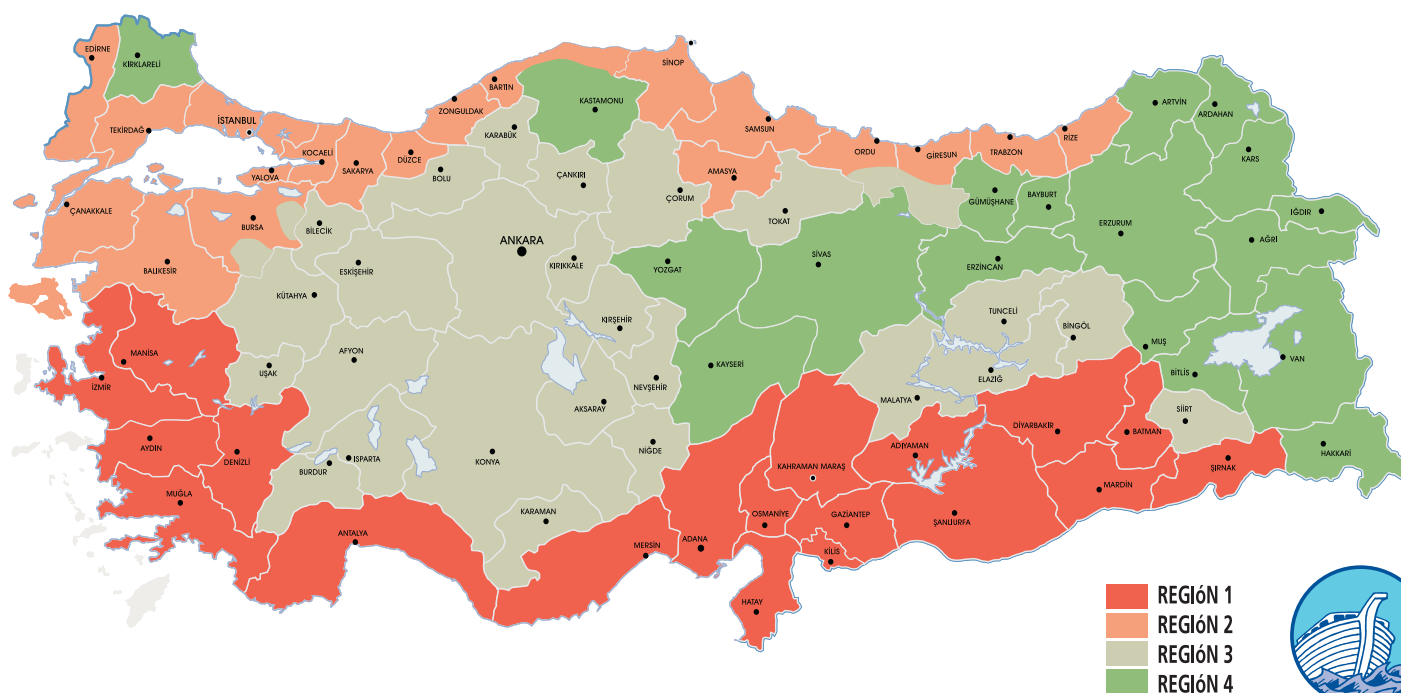 EDİRNE
KIRKLARELİ
TEKİRDAĞ
İSTANBUL
KOCAELİ
YALOVA
SAKARYA
DÜZCE
ZONGULDAK
BARTIN
KARABÜK
KASTAMONU
SİNOP
SAMSUN
ORDU
GİRESUN
TRABZON
RİZE
ARTVİN
ARDAHAN
KARS
IĞDIR
AĞRI
ERZURUM
BAYBURT
GÜMÜŞHANE
ERZİNCAN
AMASYA
TOKAT
ÇORUM
ÇANKIRI
BOLU
BİLECİK
BURSA
ÇANAKKALE
BALIKESİR
ESKİŞEHİR
ANKARA
KIRIKKALE
YOZGAT
SİVAS
KÜTAHYA
KIRŞEHİR
TUNCELİ
BİNGÖL
MUŞ
BİTLİS
VAN
MANİSA
İZMİR
UŞAK
AFYON
NEVŞEHİR
KAYSERİ
AKSARAY
MALATYA
ELAZIĞ
SİİRT
DİYARBAKİR
BATMAN
ŞIRNAK
HAKKARİ
AYDIN
DENİZLİ
BURDUR
ISPARTA
KONYA
NİĞDE
KAHRAMAN MARAŞ
ADIYAMAN
MARDİN
MUĞLA
ANTALYA
KARAMAN
MERSİN
ADANA
OSMANİYE
GAZİANTEP
KİLİS
ŞANLIURFA
HATAY
REGIóN 1
REGIóN 2
REGIóN 3
REGIóN 4